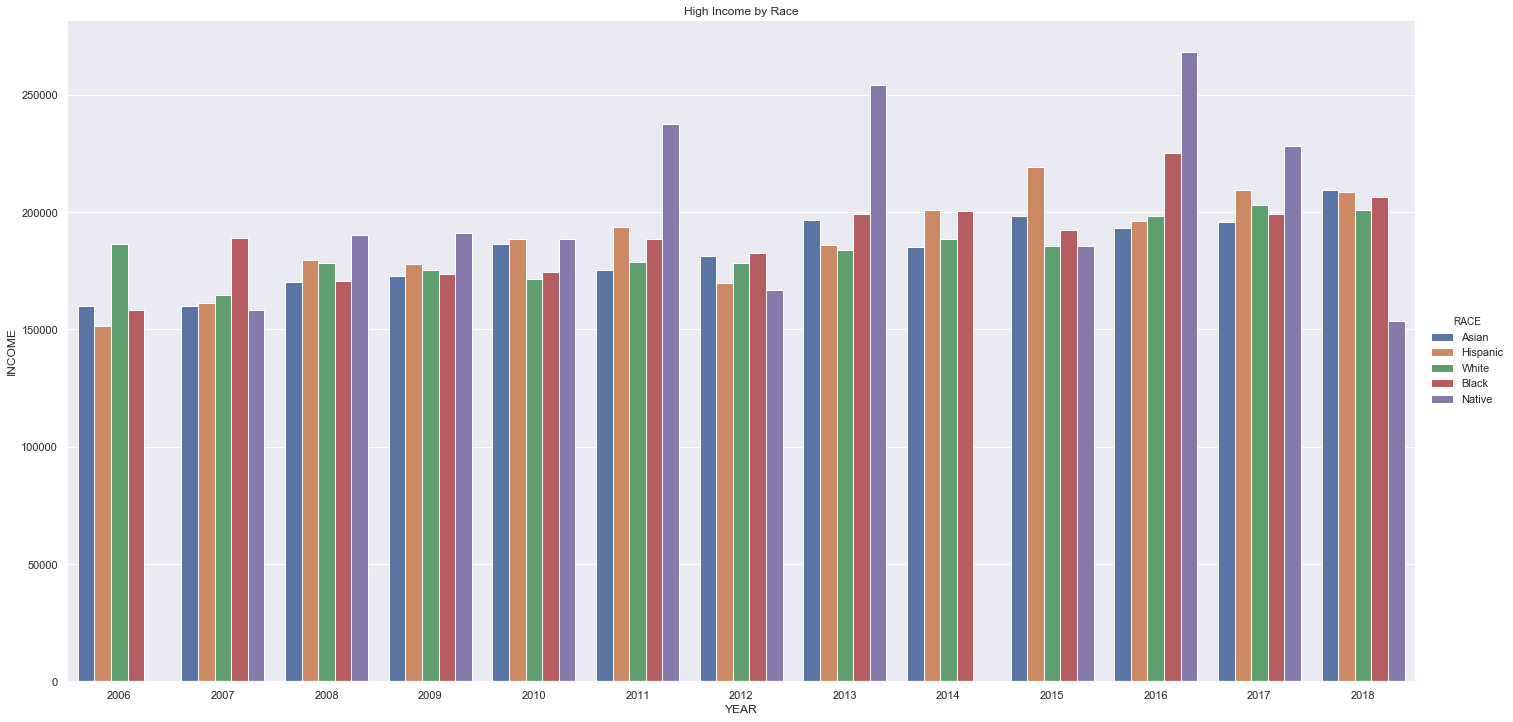 High Income by Race
INCOME
250000
200000
150000
100000
50000
0
2006 2007 2008 2009 2010 2011 2012 2013 2014 2015 2016 2017 2018
YEAR
RACE
Asian
Hispanic
White
Black
Native